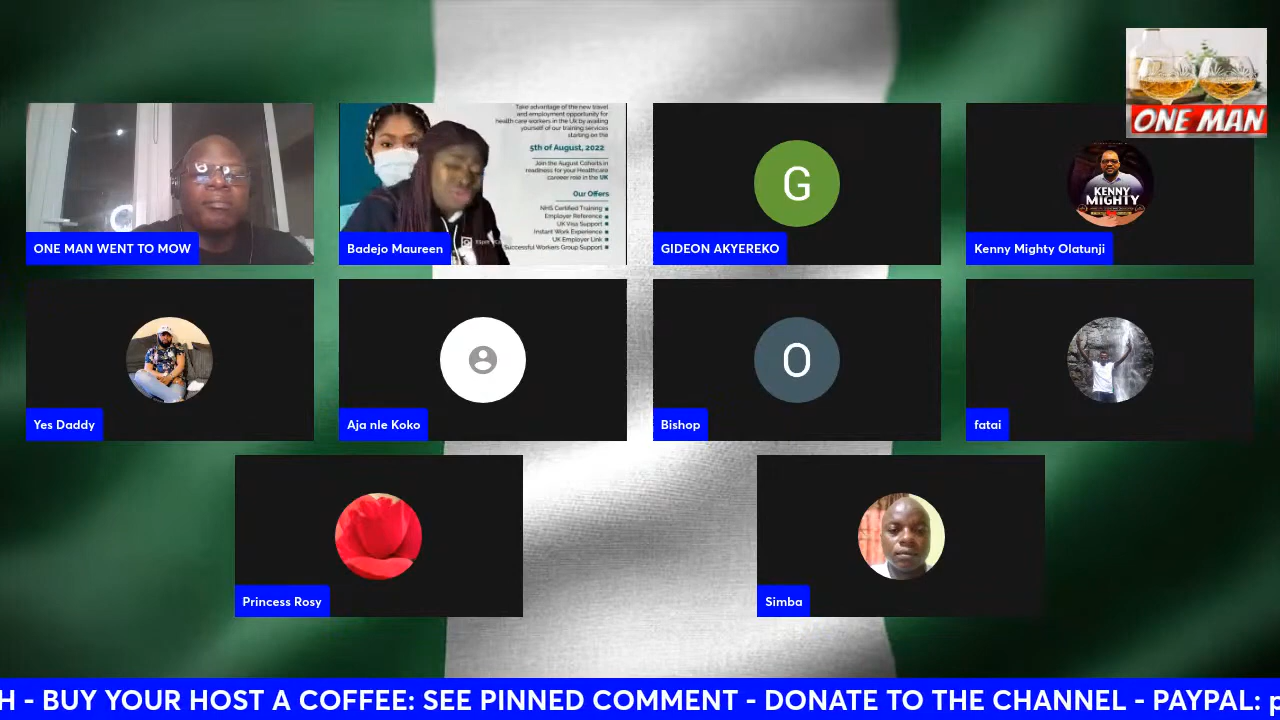 ONE MAN
Take advantage of the new travel
and employment opportunity for
health care workers in the UK by availing
yourself of our training services
starting on the
5th of August, 2022
Join the August Cohorts in
readiness for your Healthcare
carreer role in the UK
Our Offers
NHS Certified Training
Employer Reference
UK Visa Support
Instant Work Experience
UK Employer Link
Successful Workers Group Support
ONE MAN WENT TO MOW
Badejo Maureen
G
GIDEON AKYEREKO
KENNY
MIGHTY
Kenny Mighty Olatunji
Yes Daddy
Aja nle Koko
O
Bishop
fatai
Princess Rosy
Simba
H - BUY YOUR HOST A COFFEE: SEE PINNED COMMENT - DONATE TO THE CHANNEL - PAYPAL: p